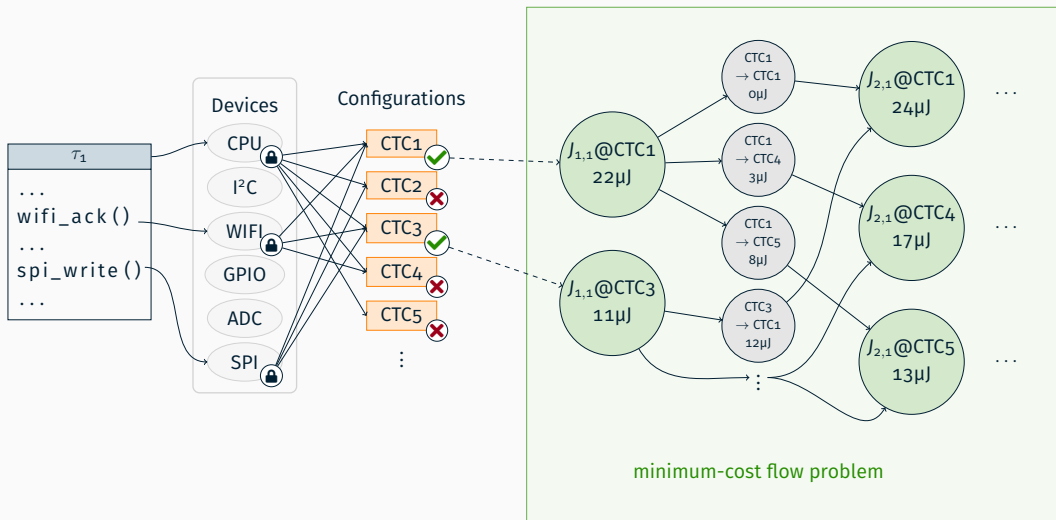 τ₁
...
wifi_ack()
...
spi_write()
...
Devices
CPU
I²C
WIFI
GPIO
ADC
SPI
Configurations
CTC1
CTC2
CTC3
CTC4
CTC5
⋮
J₁,₁@CTC1
22µJ
J₁,₁@CTC3
11µJ
CTC1
→ CTC1
0µJ
CTC1
→ CTC4
3µJ
CTC1
→ CTC5
8µJ
CTC3
→ CTC1
12µJ
⋮
J₂,₁@CTC1
24µJ
...
J₂,₁@CTC4
17µJ
...
J₂,₁@CTC5
13µJ
...
minimum-cost flow problem